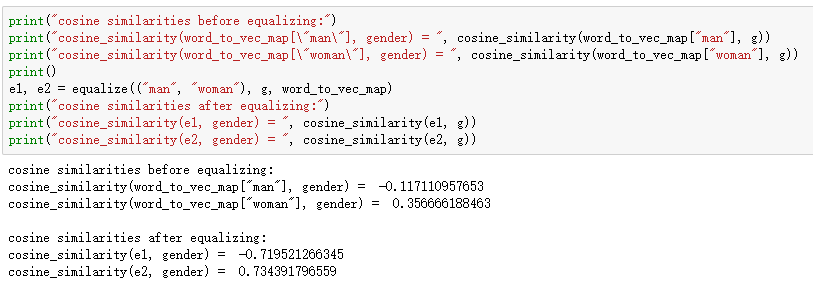 print("cosine similarities before equalizing:")
print("cosine_similarity(word_to_vec_map[\"man\"], gender) = ", cosine_similarity(word_to_vec_map["man"], g))
print("cosine_similarity(word_to_vec_map[\"woman\"], gender) = ", cosine_similarity(word_to_vec_map["woman"], g))
print()
e1, e2 = equalize(("man", "woman"), g, word_to_vec_map)
print("cosine similarities after equalizing:")
print("cosine_similarity(e1, gender) = ", cosine_similarity(e1, g))
print("cosine_similarity(e2, gender) = ", cosine_similarity(e2, g))
cosine similarities before equalizing:
cosine_similarity(word_to_vec_map["man"], gender) =  -0.117110957653
cosine_similarity(word_to_vec_map["woman"], gender) =  0.356666188463
cosine similarities after equalizing:
cosine_similarity(e1, gender) =  -0.719521266345
cosine_similarity(e2, gender) =  0.734391796559